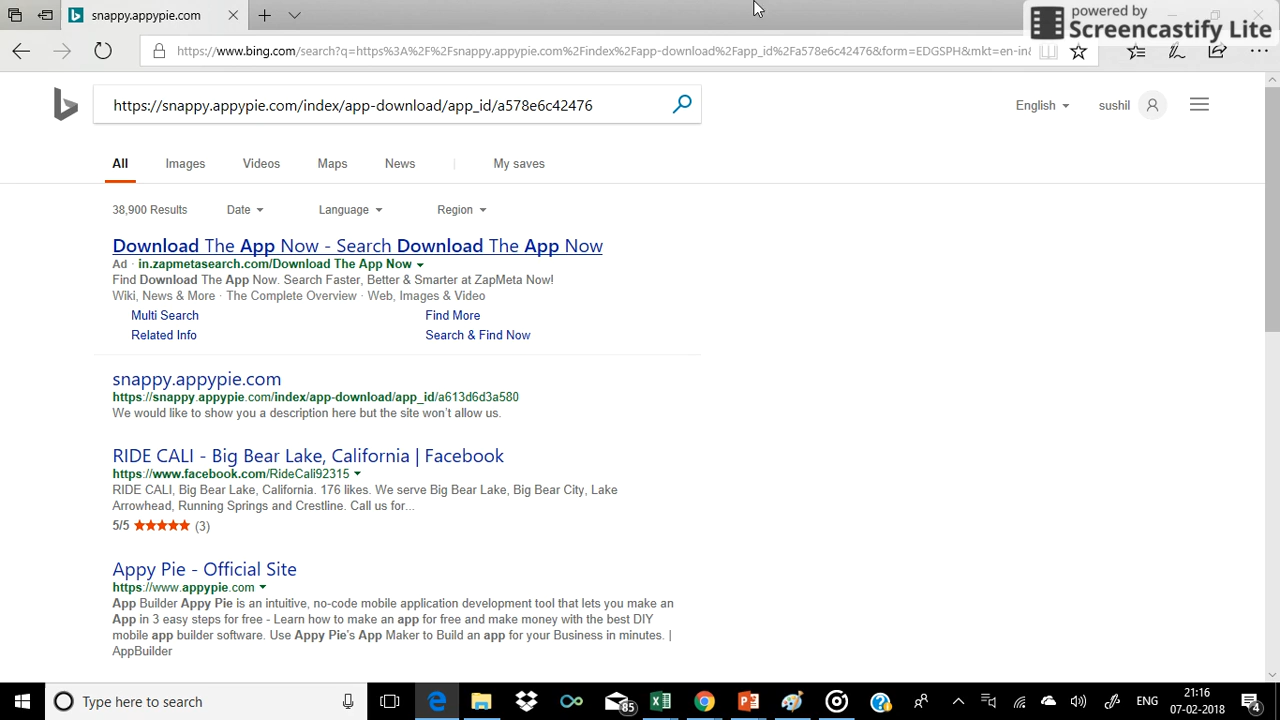 snappy.appypie.com
powered by
Screencastify Lite
https://www.bing.com/search?q=https%3A%2F%2Fsnappy.appypie.com%2Findex%2Fapp-download%2Fapp_id%2Fa578e6c42476&form=EDGSPH&mkt=en-in&
https://snappy.appypie.com/index/app-download/app_id/a578e6c42476
English
sushil
All Images Videos Maps News | My saves
38,900 Results Date Language Region
Download The App Now - Search Download The App Now
Ad · in.zapmetasearch.com/Download The App Now
Find Download The App Now. Search Faster, Better & Smarter at ZapMeta Now!
Wiki, News & More · The Complete Overview · Web, Images & Video
Multi Search Find More
Related Info Search & Find Now
snappy.appypie.com
https://snappy.appypie.com/index/app-download/app_id/a613d6d3a580
We would like to show you a description here but the site won't allow us.
RIDE CALI - Big Bear Lake, California | Facebook
https://www.facebook.com/RideCali92315
RIDE CALI, Big Bear Lake, California. 176 likes. We serve Big Bear Lake, Big Bear City, Lake
Arrowhead, Running Springs and Crestline. Call us for...
5/5 ★★★★★ (3)
Appy Pie - Official Site
https://www.appypie.com
App Builder Appy Pie is an intuitive, no-code mobile application development tool that lets you make an
App in 3 easy steps for free - Learn how to make an app for free and make money with the best DIY
mobile app builder software. Use Appy Pie's App Maker to Build an app for your Business in minutes. |
AppBuilder
Type here to search
85
ENG
21:16
07-02-2018
4